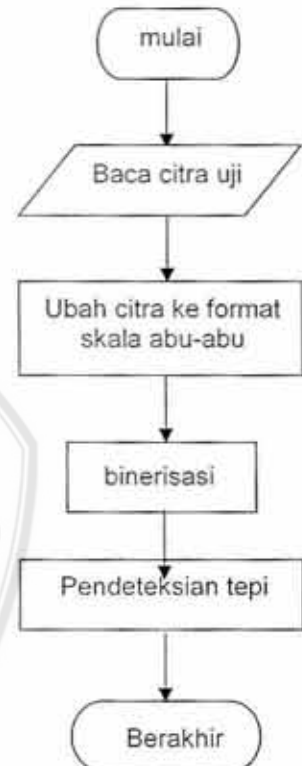 mulai
Baca citra uji
Ubah citra ke format
skala abu-abu
binerisasi
Pendeteksian tepi
Berakhir